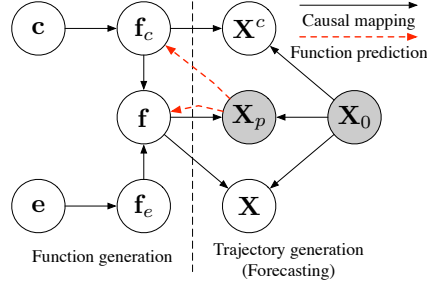 c
f_c
X^c
Causal mapping
Function prediction
f
X_p
X_0
e
f_e
X
Function generation
Trajectory generation
(Forecasting)